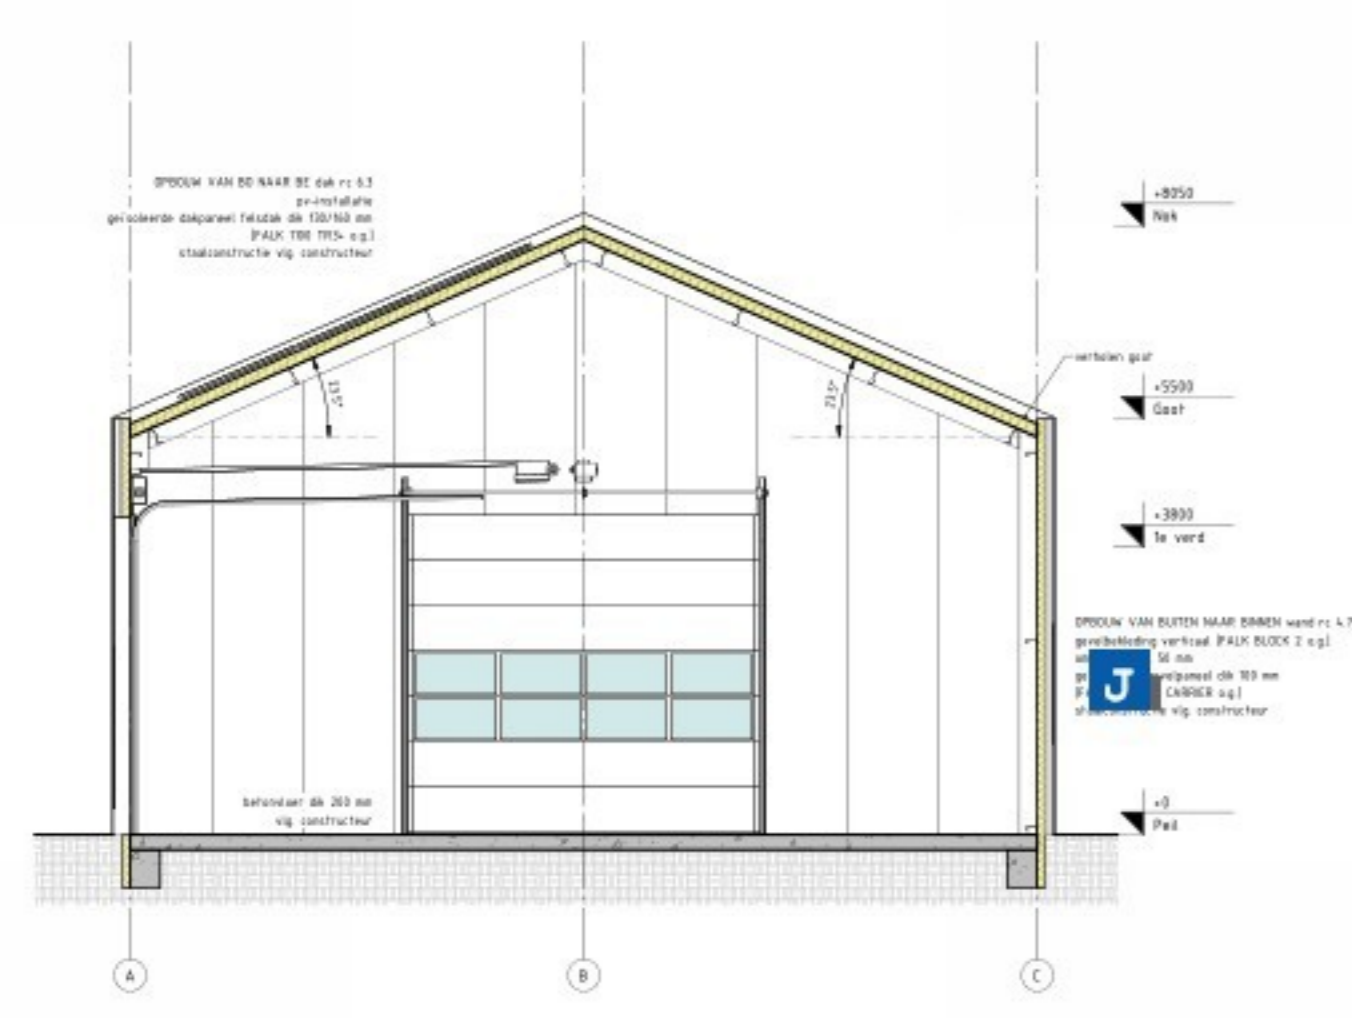 OPBOUW VAN BO NAAR BE dak rc 6.3
pv-installatie
geïsoleerde dakpaneel felsdak dik 130/160 mm
(FALK 1100 TR3+ o.g.)
staalconstructie vlg. constructeur
+8050
Nok
verholen goot
+5500
Goot
23.5°
23.5°
+3800
1e verd
OPBOUW VAN BUITEN NAAR BINNEN wand rc 4.7
gevelbekleding verticaal (FALK BLOCK 2 o.g.)
50 mm
dik 100 mm
CARRIER o.g.)
vlg. constructeur
J
betonvloer dik 200 mm
vlg. constructeur
+0
Peil
A
B
C